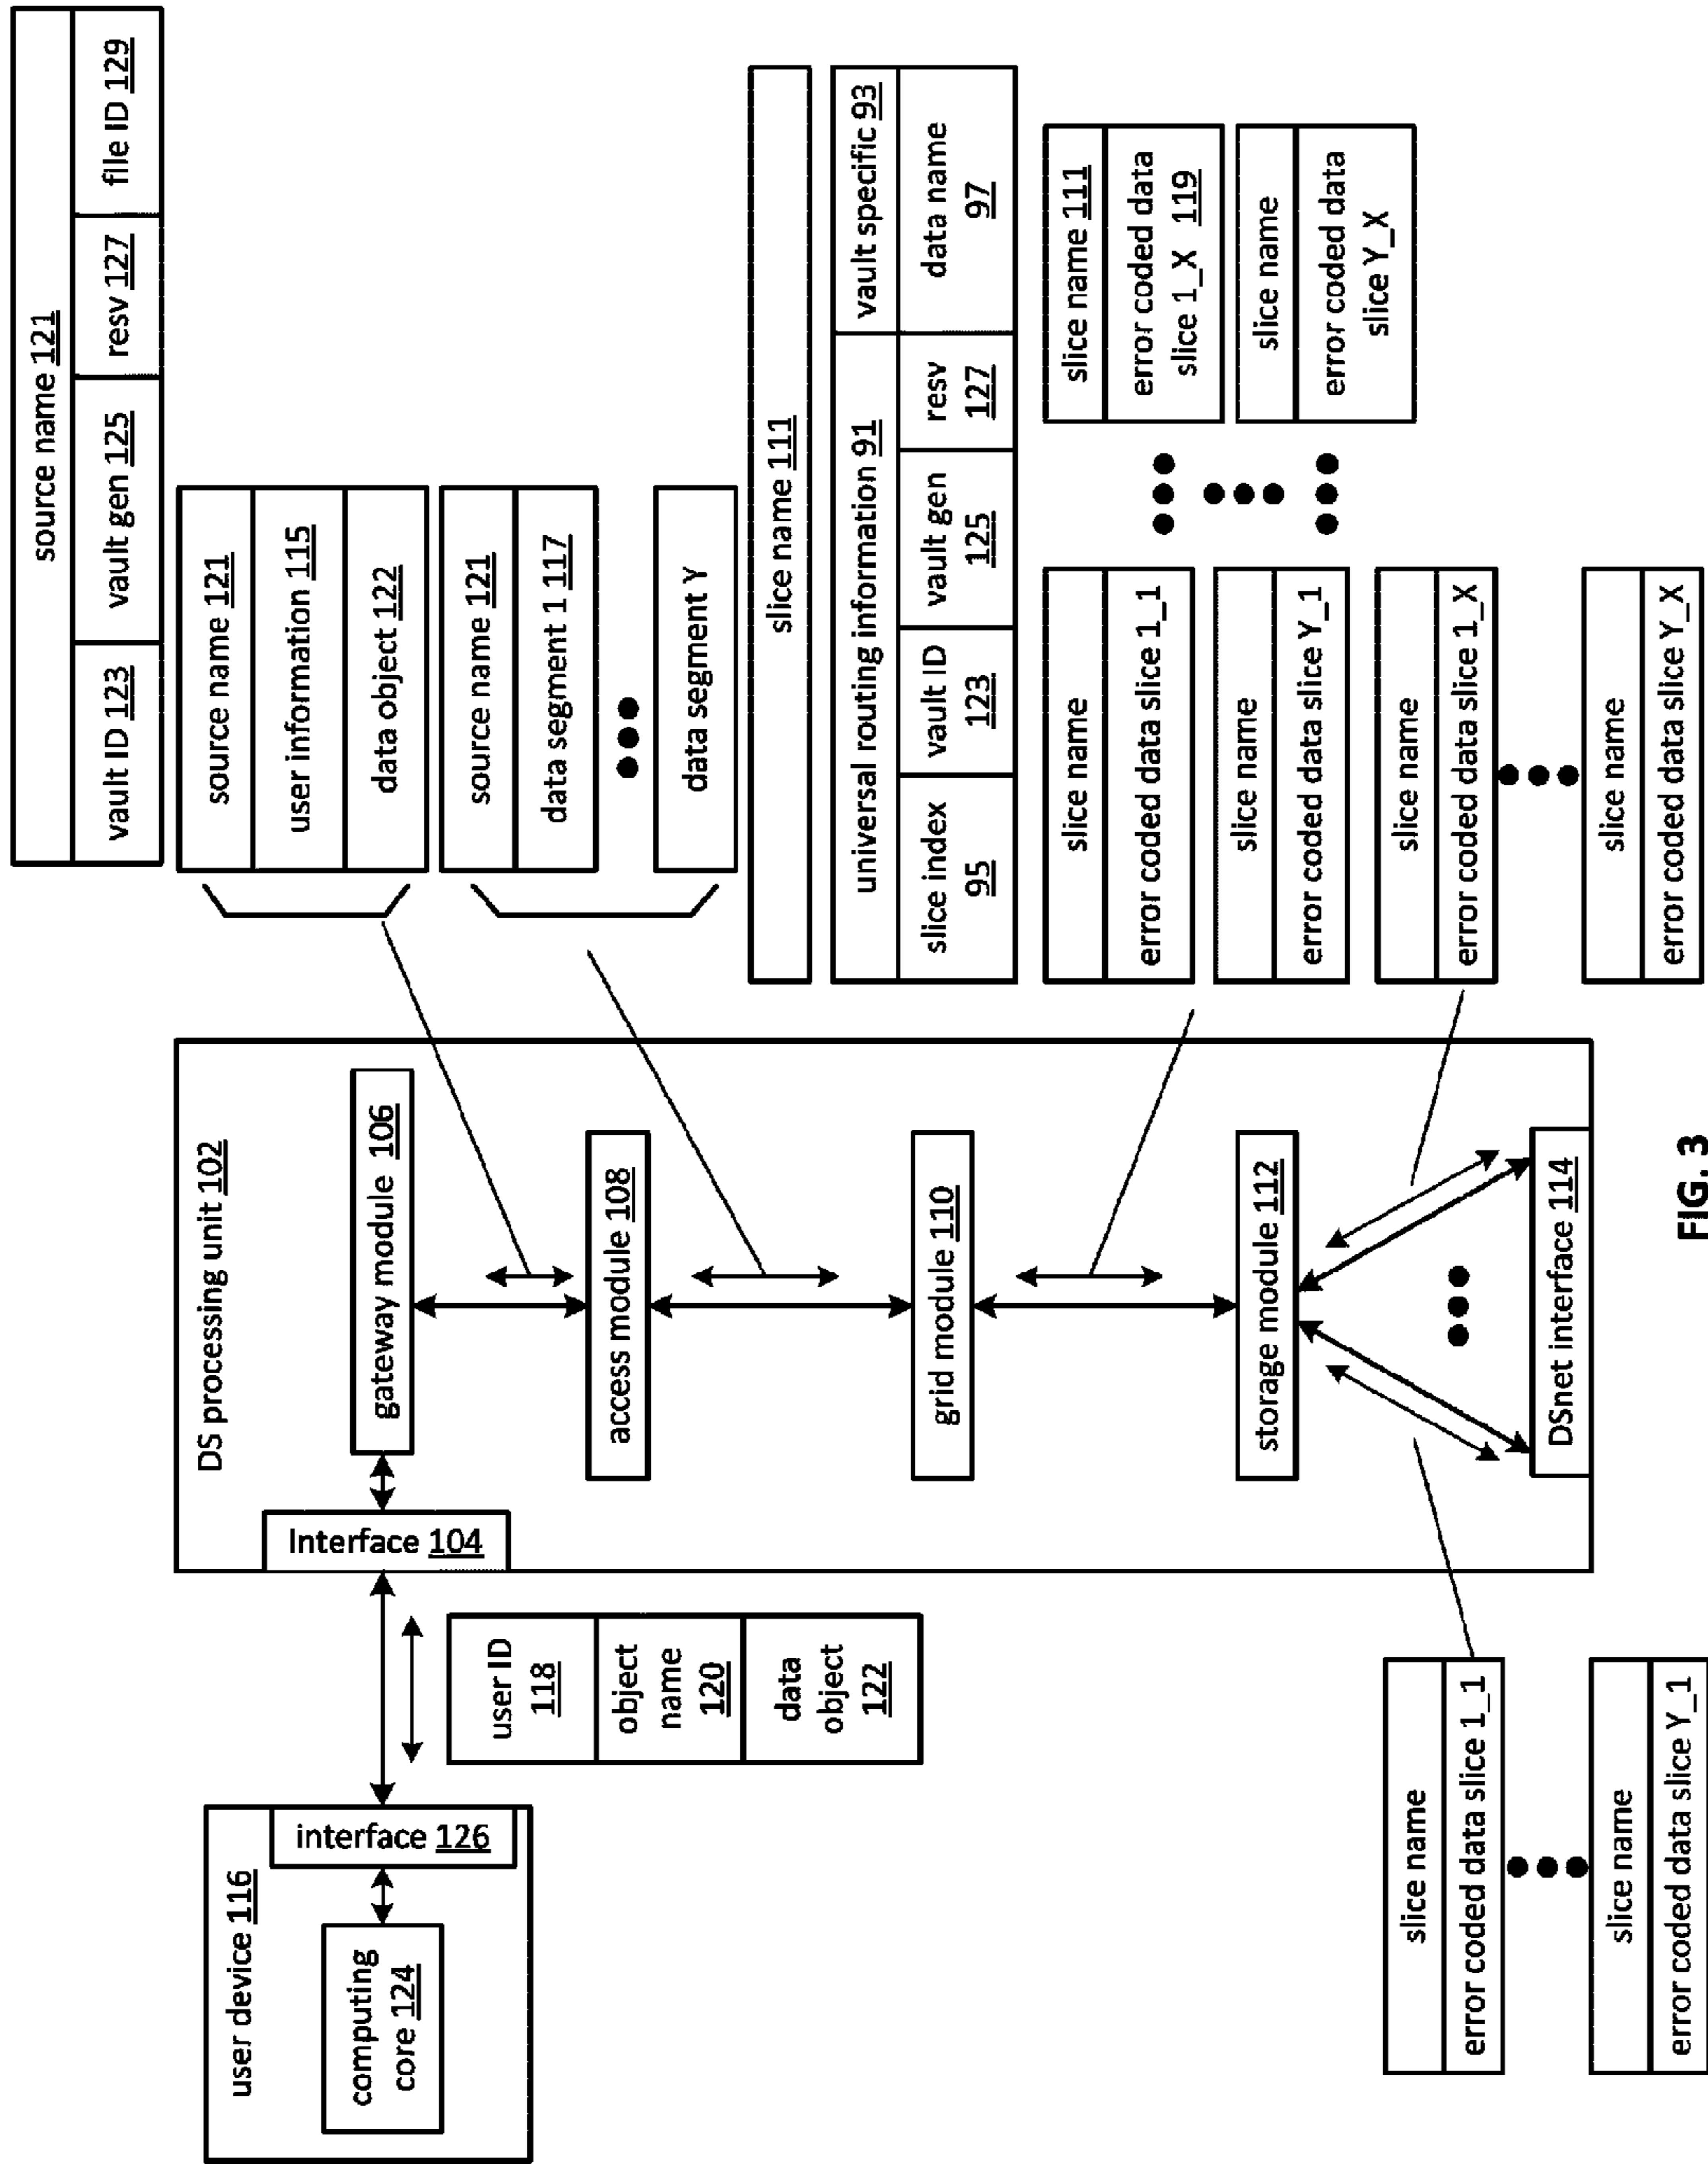 user device 116
computing
core 124
interface 126
user ID
118
object
name
120
data
object
122
DS processing unit 102
Interface 104
gateway module 106
access module 108
grid module 110
storage module 112
DSnet interface 114
source name 121
vault ID 123
vault gen 125
resv 127
file ID 129
source name 121
user information 115
data object 122
source name 121
data segment 1 117
data segment Y
slice name 111
universal routing information 91
vault specific 93
slice index
95
vault ID
123
vault gen
125
resv
127
data name
97
slice name
error coded data slice 1_1
slice name
error coded data slice Y_1
slice name 111
error coded data
slice 1_X 119
slice name
error coded data
slice Y_X
slice name
error coded data slice 1_X
slice name
error coded data slice Y_X
slice name
error coded data slice 1_1
slice name
error coded data slice Y_1
FIG. 3